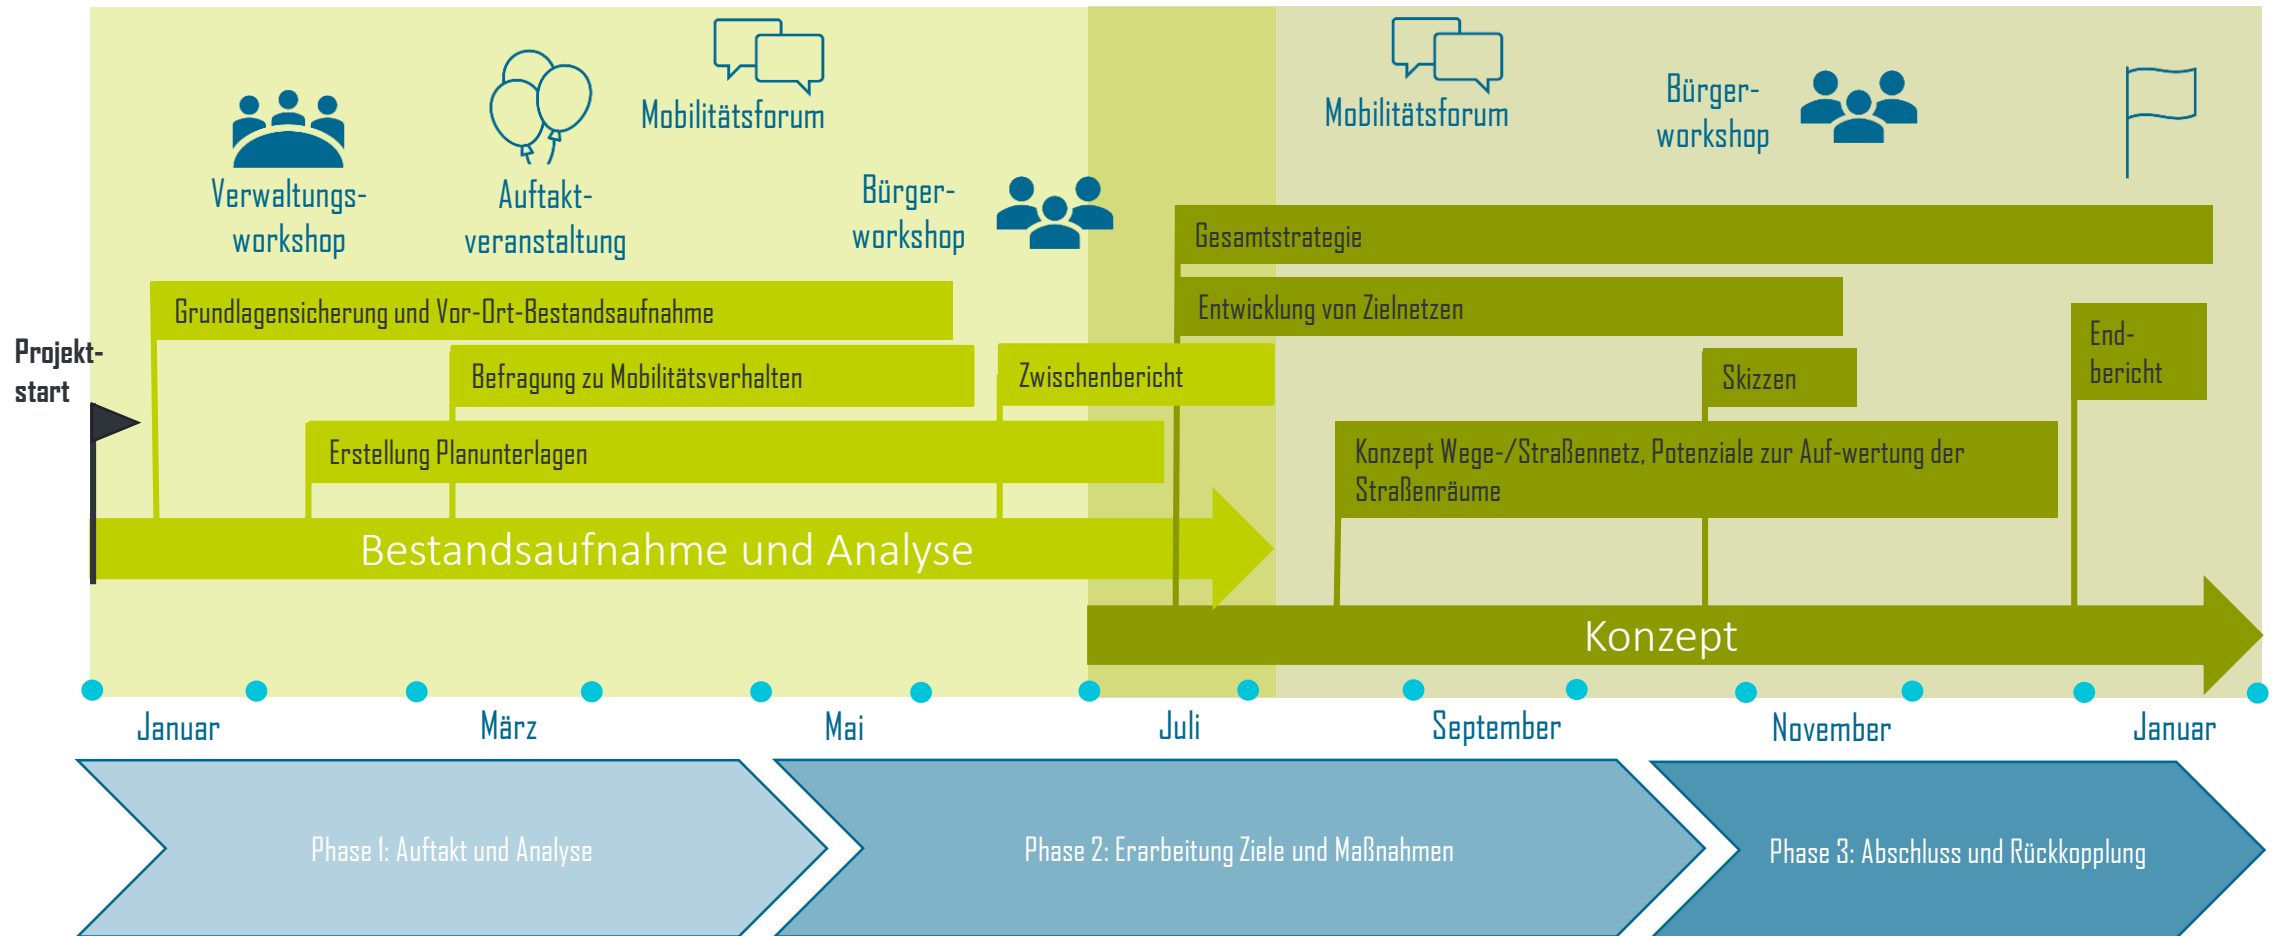 Mobilitätsforum
Verwaltungs-
workshop
Auftakt-
veranstaltung
Bürger-
workshop
Mobilitätsforum
Bürger-
workshop
Projekt-
start
Grundlagensicherung und Vor-Ort-Bestandsaufnahme
Befragung zu Mobilitätsverhalten
Zwischenbericht
Erstellung Planunterlagen
Bestandsaufnahme und Analyse
Gesamtstrategie
Entwicklung von Zielnetzen
End-
bericht
Skizzen
Konzept Wege-/Straßennetz, Potenziale zur Auf-wertung der
Straßenräume
Konzept
Januar
März
Mai
Juli
September
November
Januar
Phase 1: Auftakt und Analyse
Phase 2: Erarbeitung Ziele und Maßnahmen
Phase 3: Abschluss und Rückkopplung